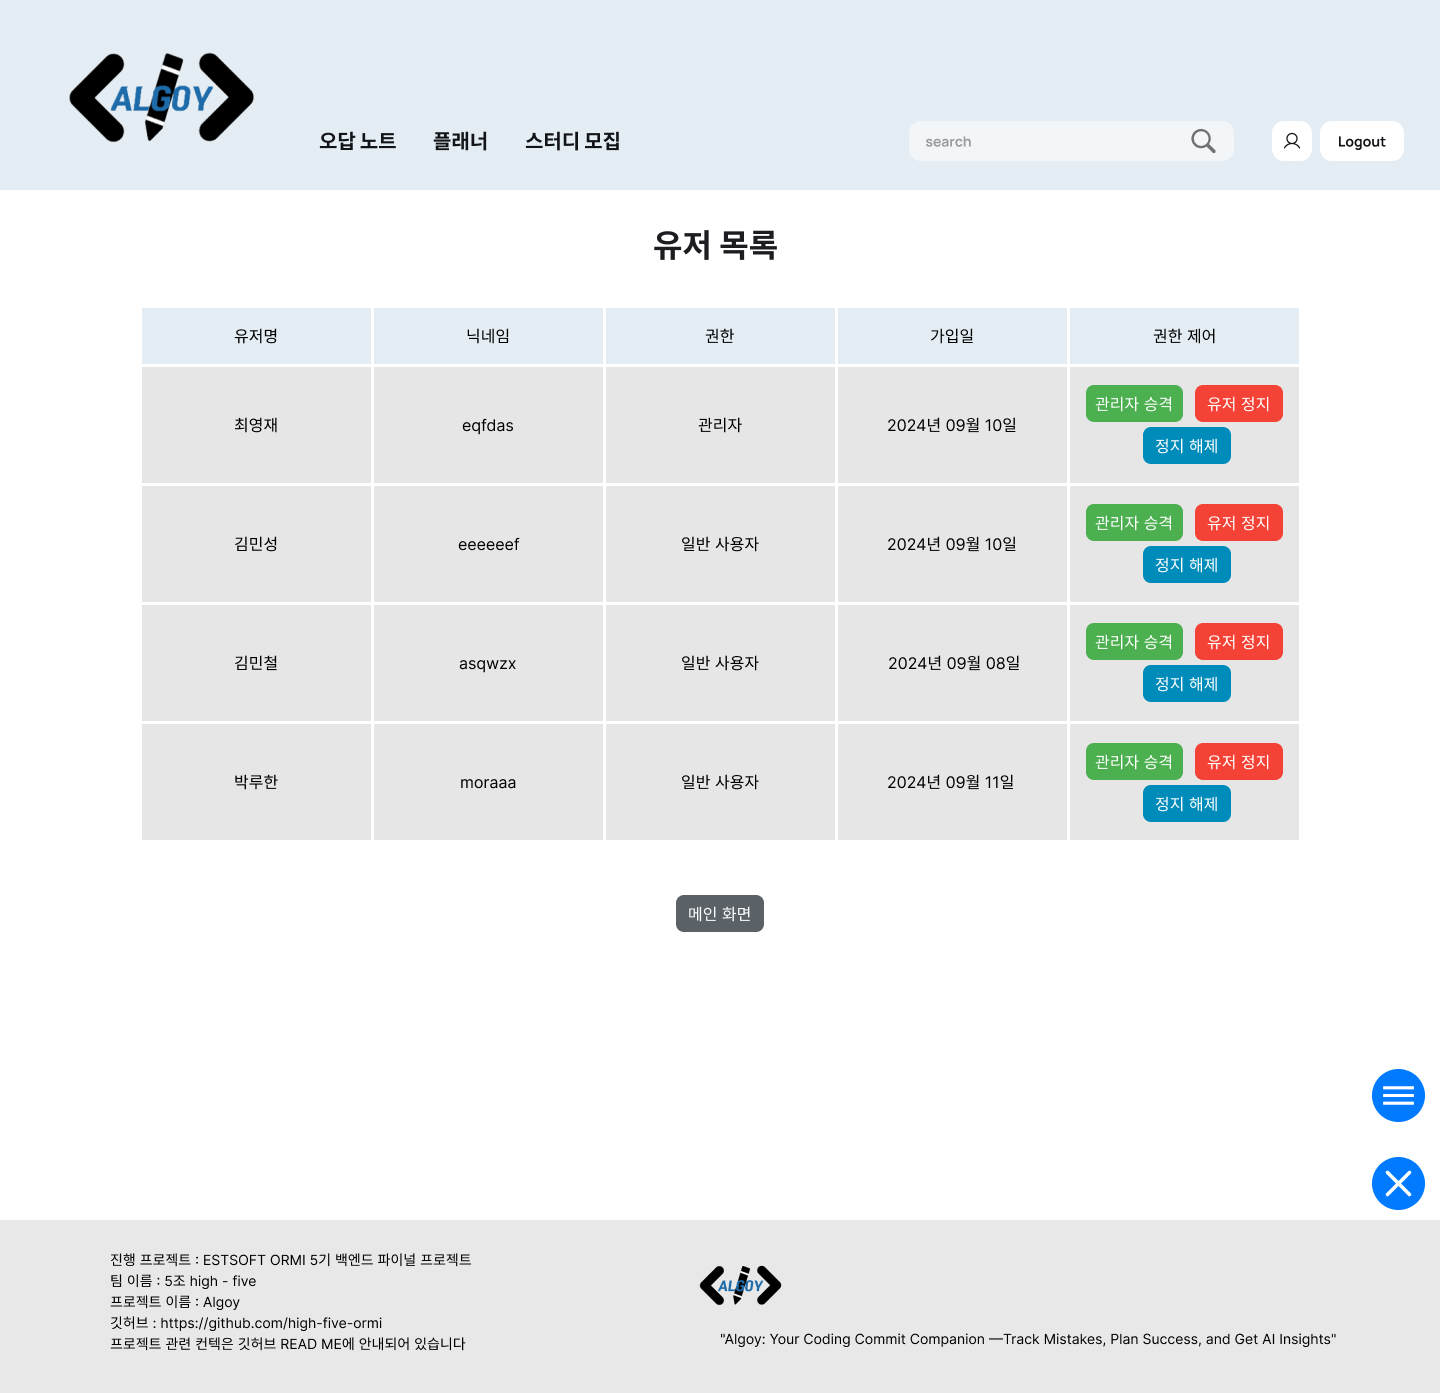 ALGOY
오답 노트 플래너 스터디 모집 search Logout
유저 목록
유저명 닉네임 권한 가입일 권한 제어
최영재 eqfdas 관리자 2024년 09월 10일 관리자 승격 유저 정지
정지 해제
김민성 eeeeeef 일반 사용자 2024년 09월 10일 관리자 승격 유저 정지
정지 해제
김민철 asqwzx 일반 사용자 2024년 09월 08일 관리자 승격 유저 정지
정지 해제
박루한 moraaa 일반 사용자 2024년 09월 11일 관리자 승격 유저 정지
정지 해제
메인 화면
진행 프로젝트 : ESTSOFT ORMI 5기 백엔드 파이널 프로젝트
팀 이름 : 5조 high - five
프로젝트 이름 : Algoy
깃허브 : https://github.com/high-five-ormi
프로젝트 관련 컨텍은 깃허브 READ ME에 안내되어 있습니다
ALGOY
"Algoy: Your Coding Commit Companion —Track Mistakes, Plan Success, and Get AI Insights"